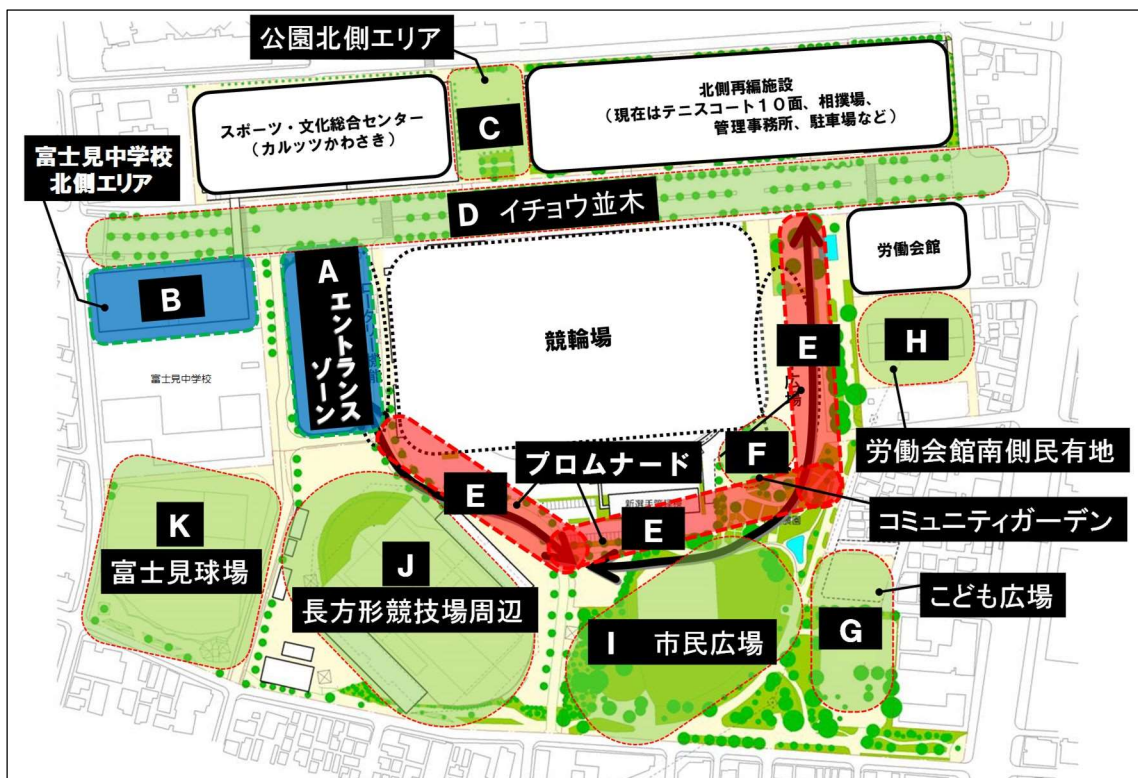 公園北側エリア
C
スポーツ・文化総合センター
(カルッツかわさき)
北側再編施設
(現在はテニスコート10面、相撲場、
管理事務所、駐車場など)
富士見中学校
北側エリア
D イチョウ並木
労働会館
B
A エントランス
ゾーン
競輪場
E
広場
H
富士見中学校
労働会館南側民有地
F
プロムナード
E
E
コミュニティガーデン
K
富士見球場
J
長方形競技場周辺
I 市民広場
G
こども広場